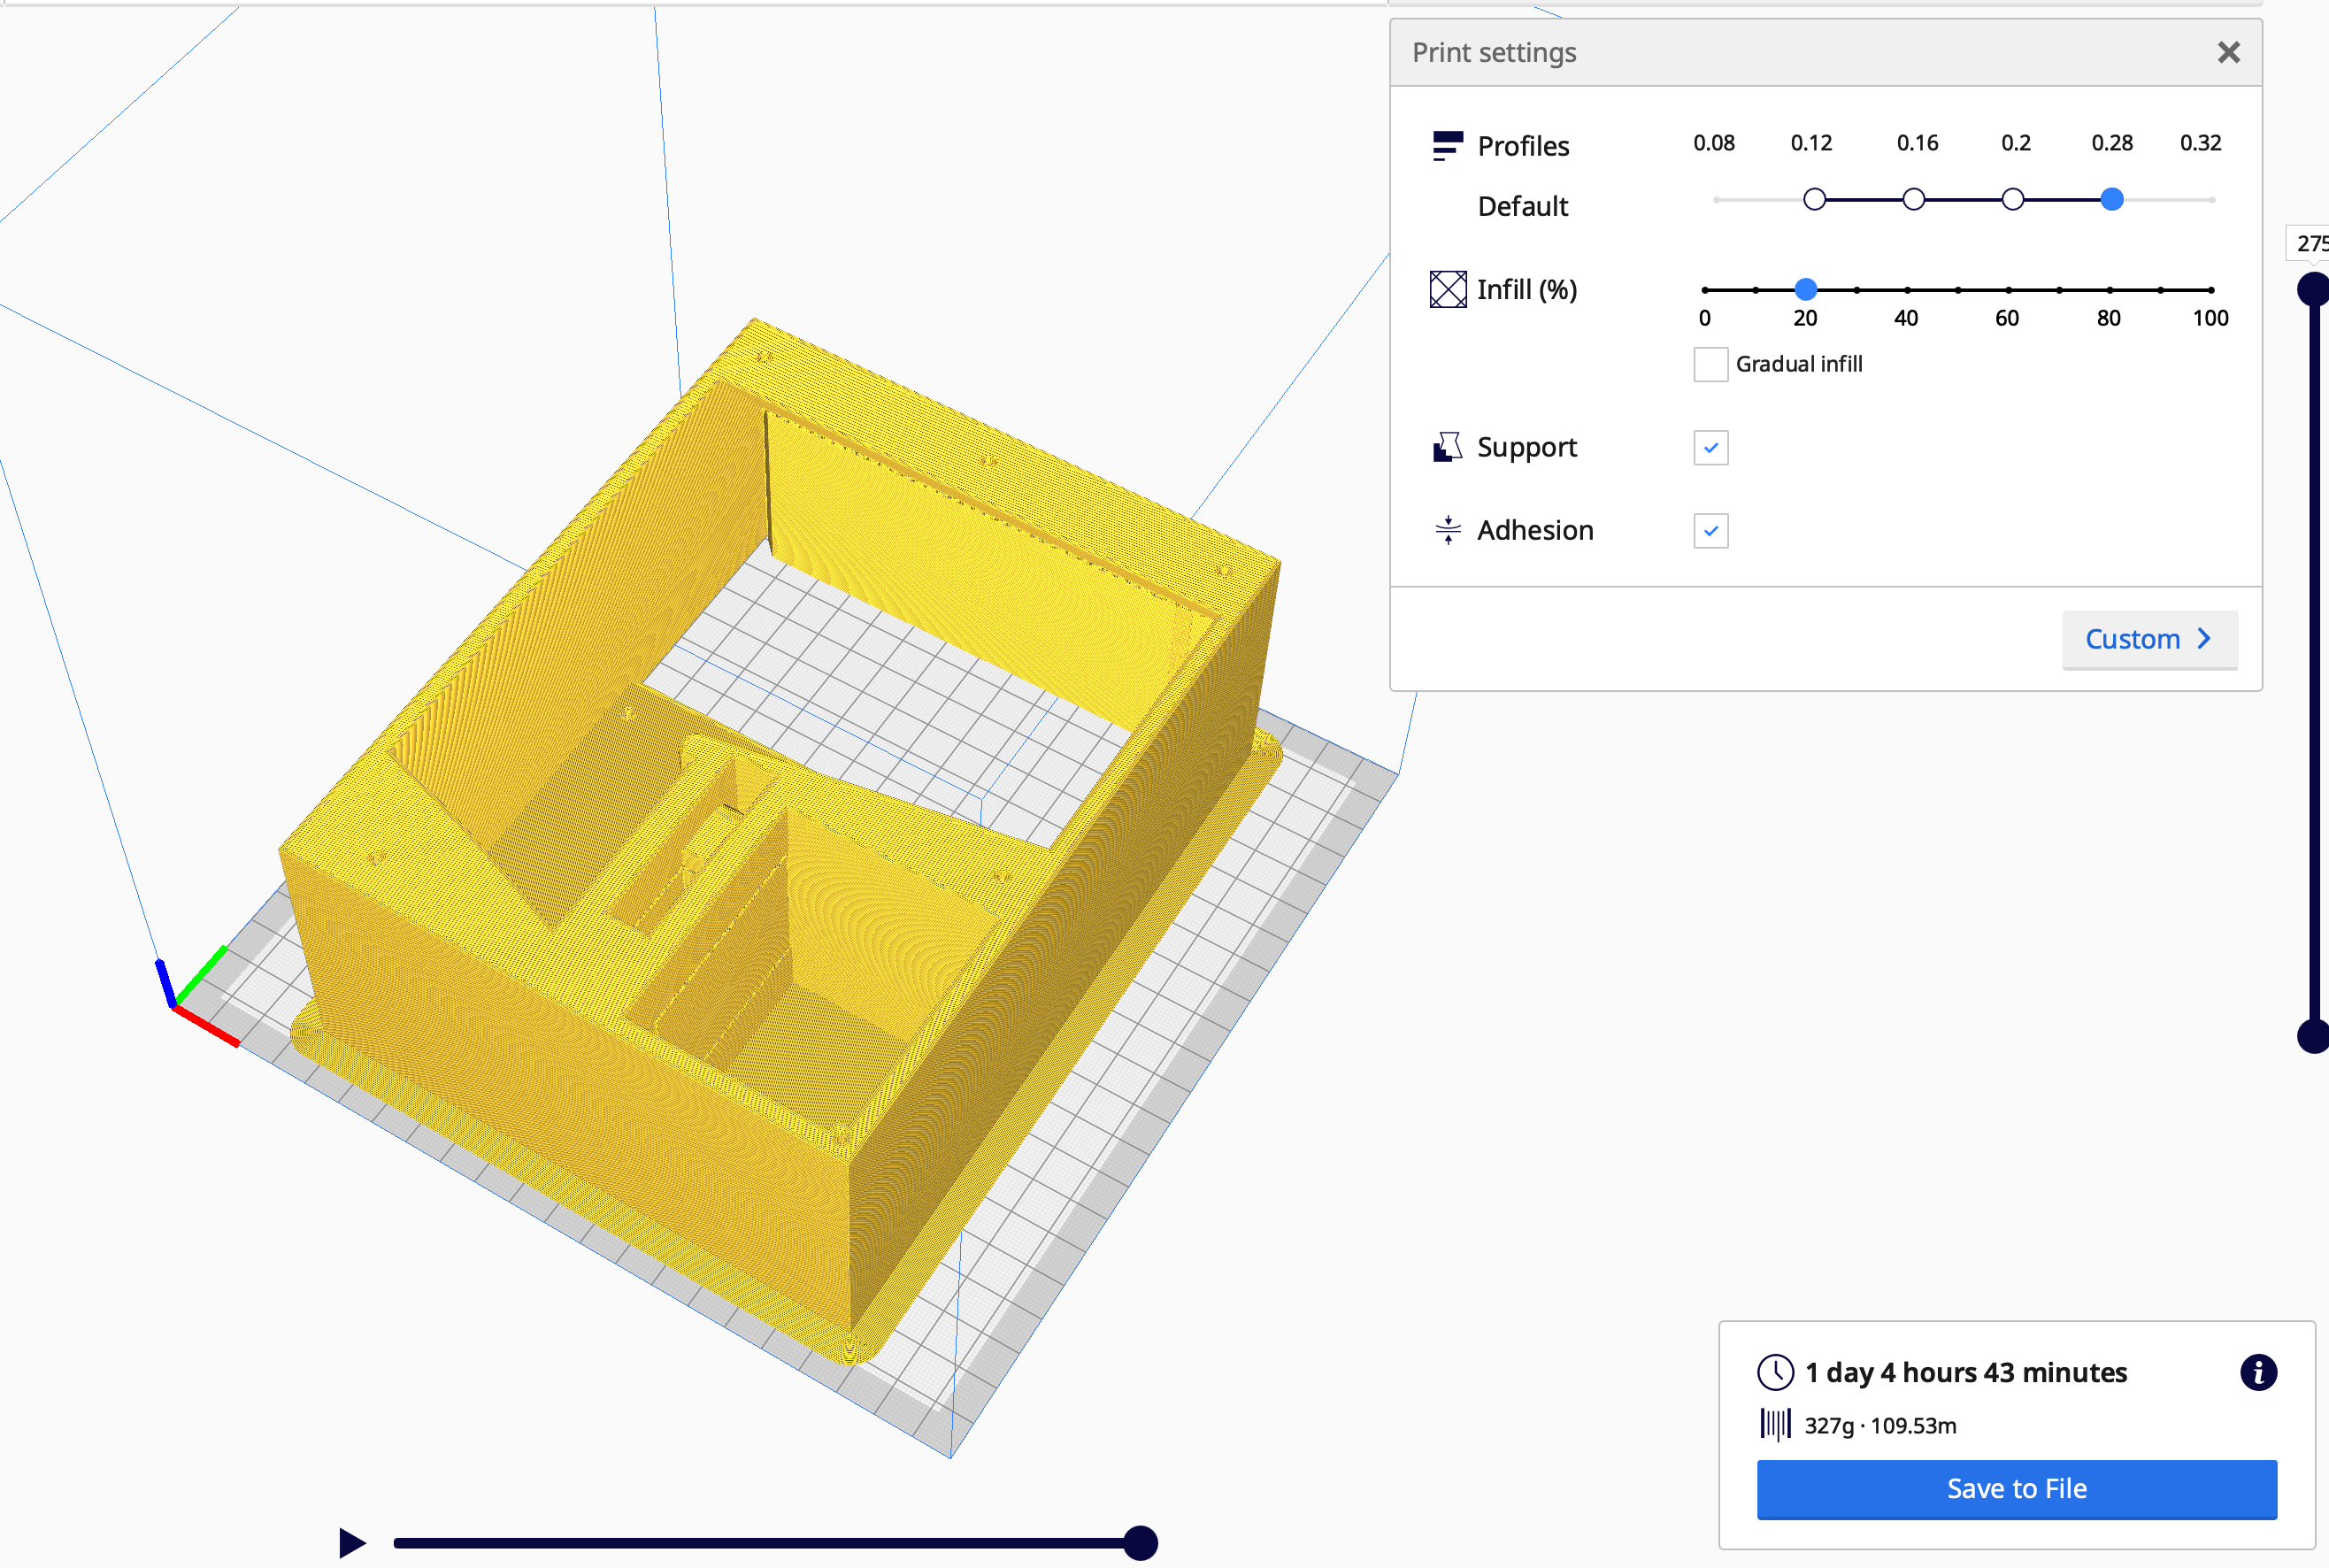 Print settings
Profiles
0.08 0.12 0.16 0.2 0.28 0.32
Default
275
Infill (%)
0 20 40 60 80 100
Gradual infill
Support
Adhesion
Custom
1 day 4 hours 43 minutes
327g · 109.53m
Save to File